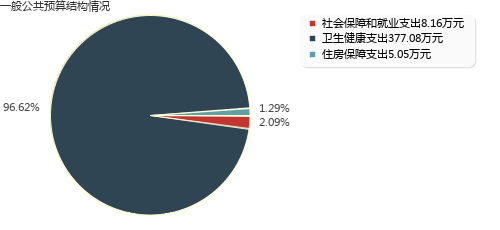 一般公共预算结构情况
社会保障和就业支出8.16万元
卫生健康支出377.08万元
住房保障支出5.05万元
96.62%
1.29%
2.09%